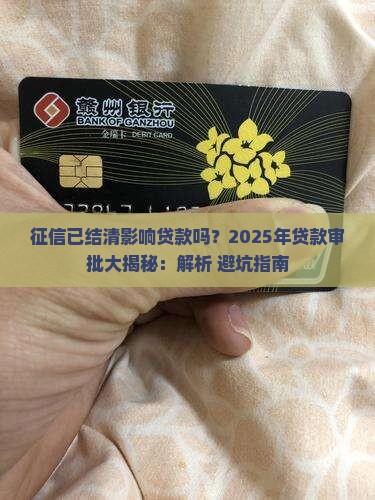 赣州银行
BANK OF GANZHOU
金瑞卡 DEBIT CARD
征信已结清影响贷款吗？2025年贷款审
批大揭秘：解析 避坑指南